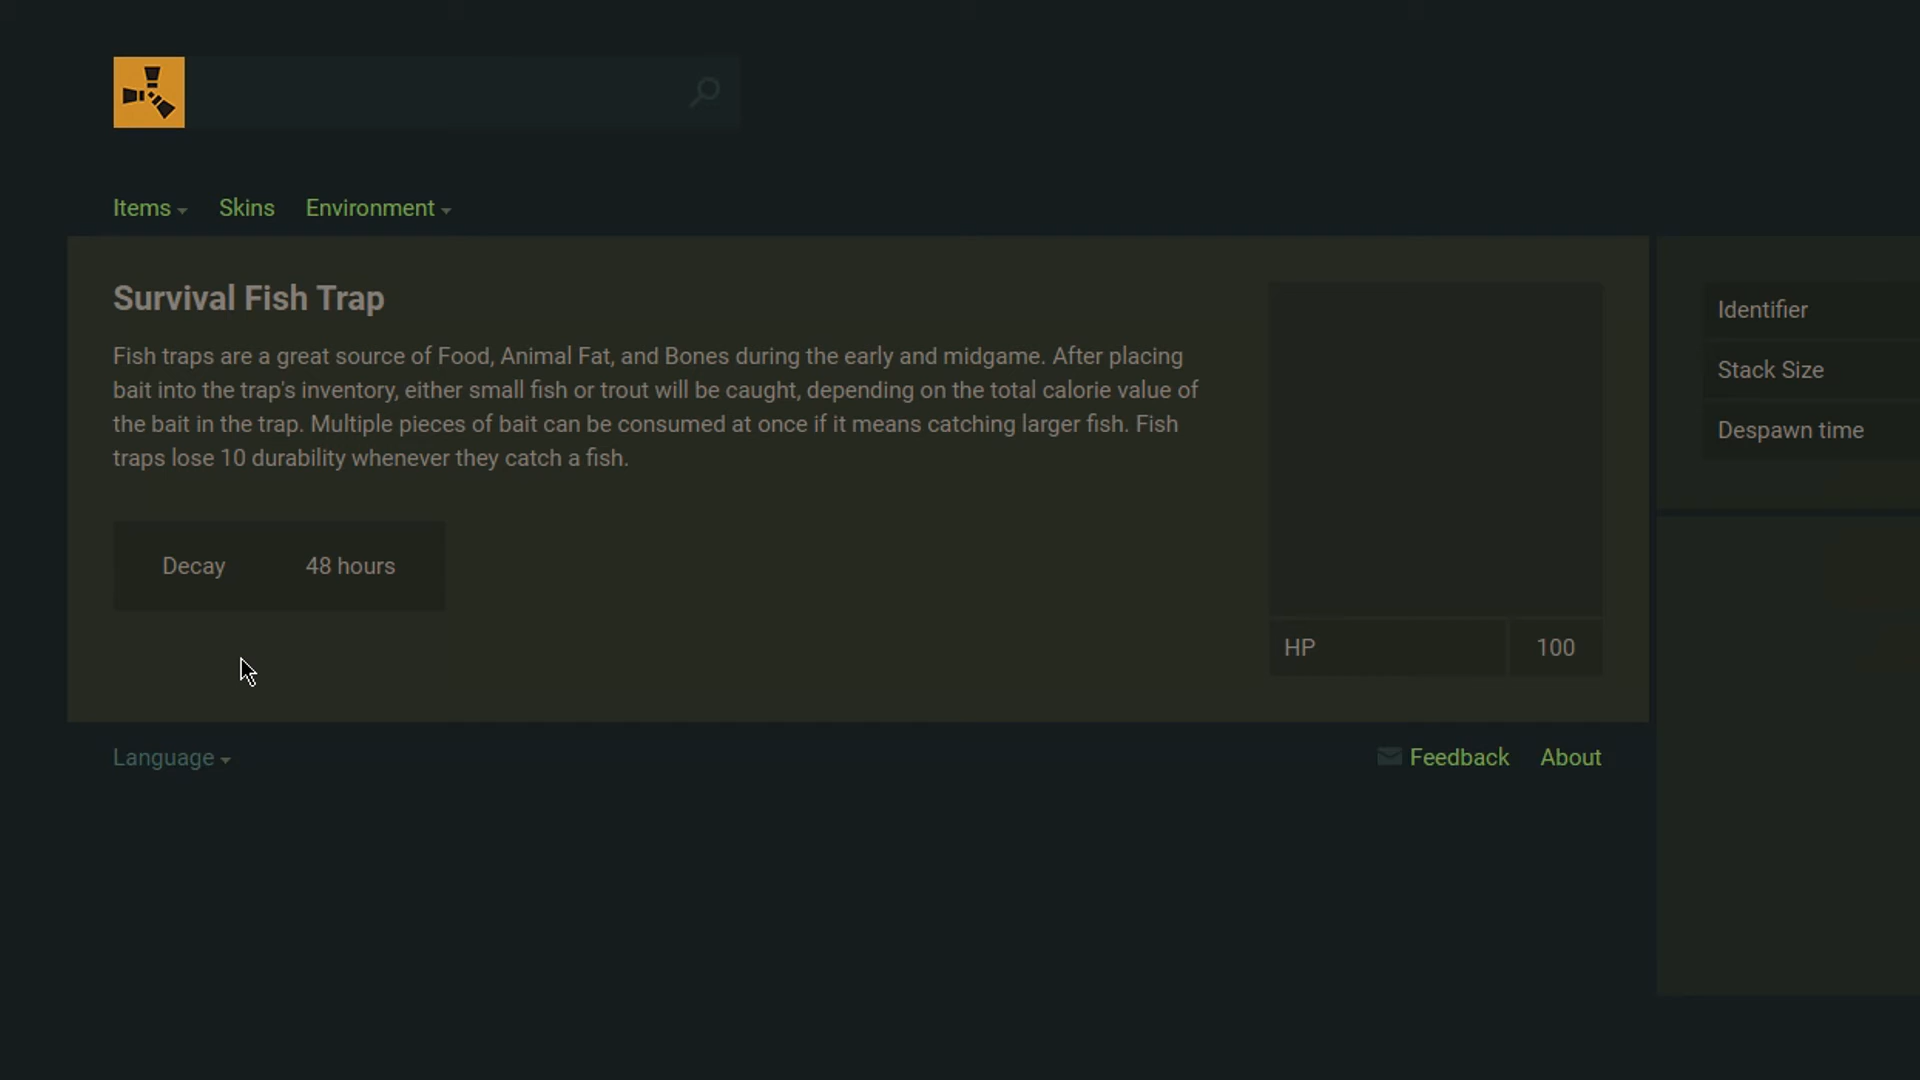 Items
Skins
Environment
Survival Fish Trap
Fish traps are a great source of Food, Animal Fat, and Bones during the early and midgame. After placing
bait into the trap's inventory, either small fish or trout will be caught, depending on the total calorie value of
the bait in the trap. Multiple pieces of bait can be consumed at once if it means catching larger fish. Fish
traps lose 10 durability whenever they catch a fish.
Decay 48 hours
HP 100
Identifier
Stack Size
Despawn time
Language
Feedback
About